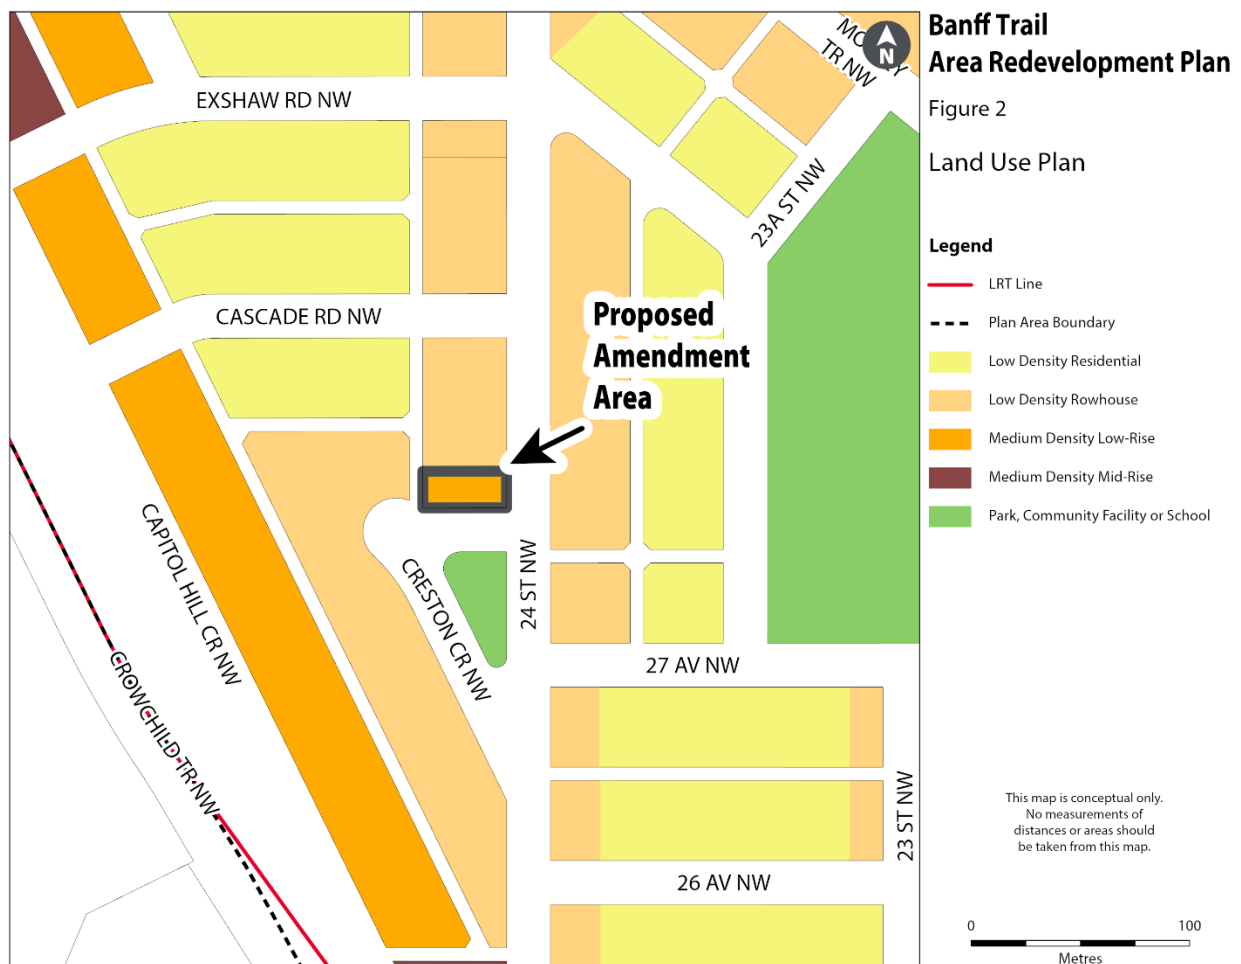 Banff Trail
Area Redevelopment Plan
Figure 2
Land Use Plan
Legend
LRT Line
Plan Area Boundary
Low Density Residential
Low Density Rowhouse
Medium Density Low-Rise
Medium Density Mid-Rise
Park, Community Facility or School
This map is conceptual only.
No measurements of
distances or areas should
be taken from this map.
0 100
Metres
N
TR NW
EXSHAW RD NW
23A ST NW
CASCADE RD NW
Proposed
Amendment
Area
CAPITOL HILL CR NW
CRESTON CR NW
24 ST NW
27 AV NW
CROWCHILD TR NW
23 ST NW
26 AV NW